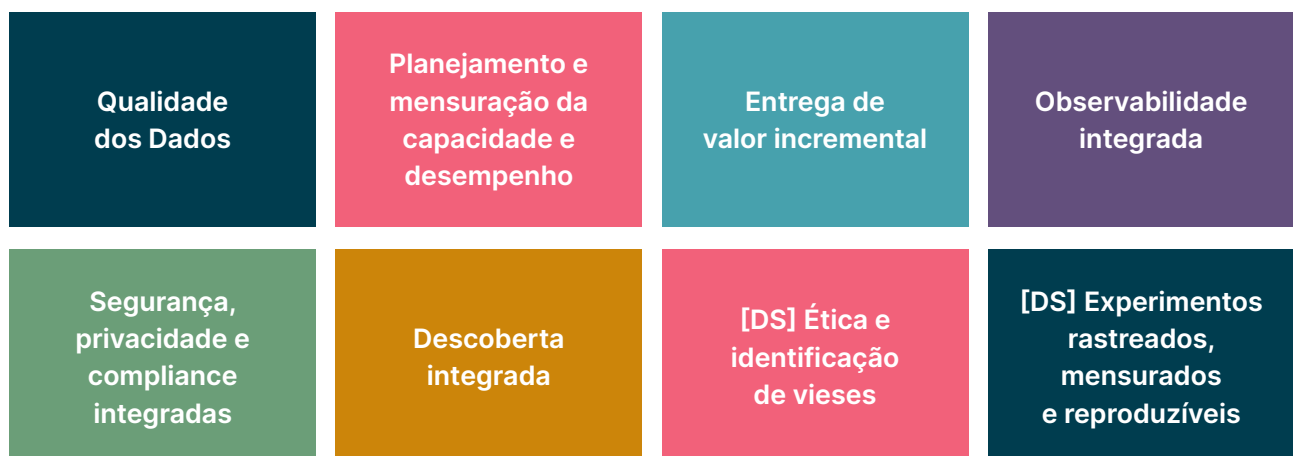 Qualidade
dos Dados
Planejamento e
mensuração da
capacidade e
desempenho
Entrega de
valor incremental
Observabilidade
integrada
Segurança,
privacidade e
compliance
integradas
Descoberta
integrada
[DS] Ética e
identificação
de vieses
[DS] Experimentos
rastreados,
mensurados
e reproduzíveis